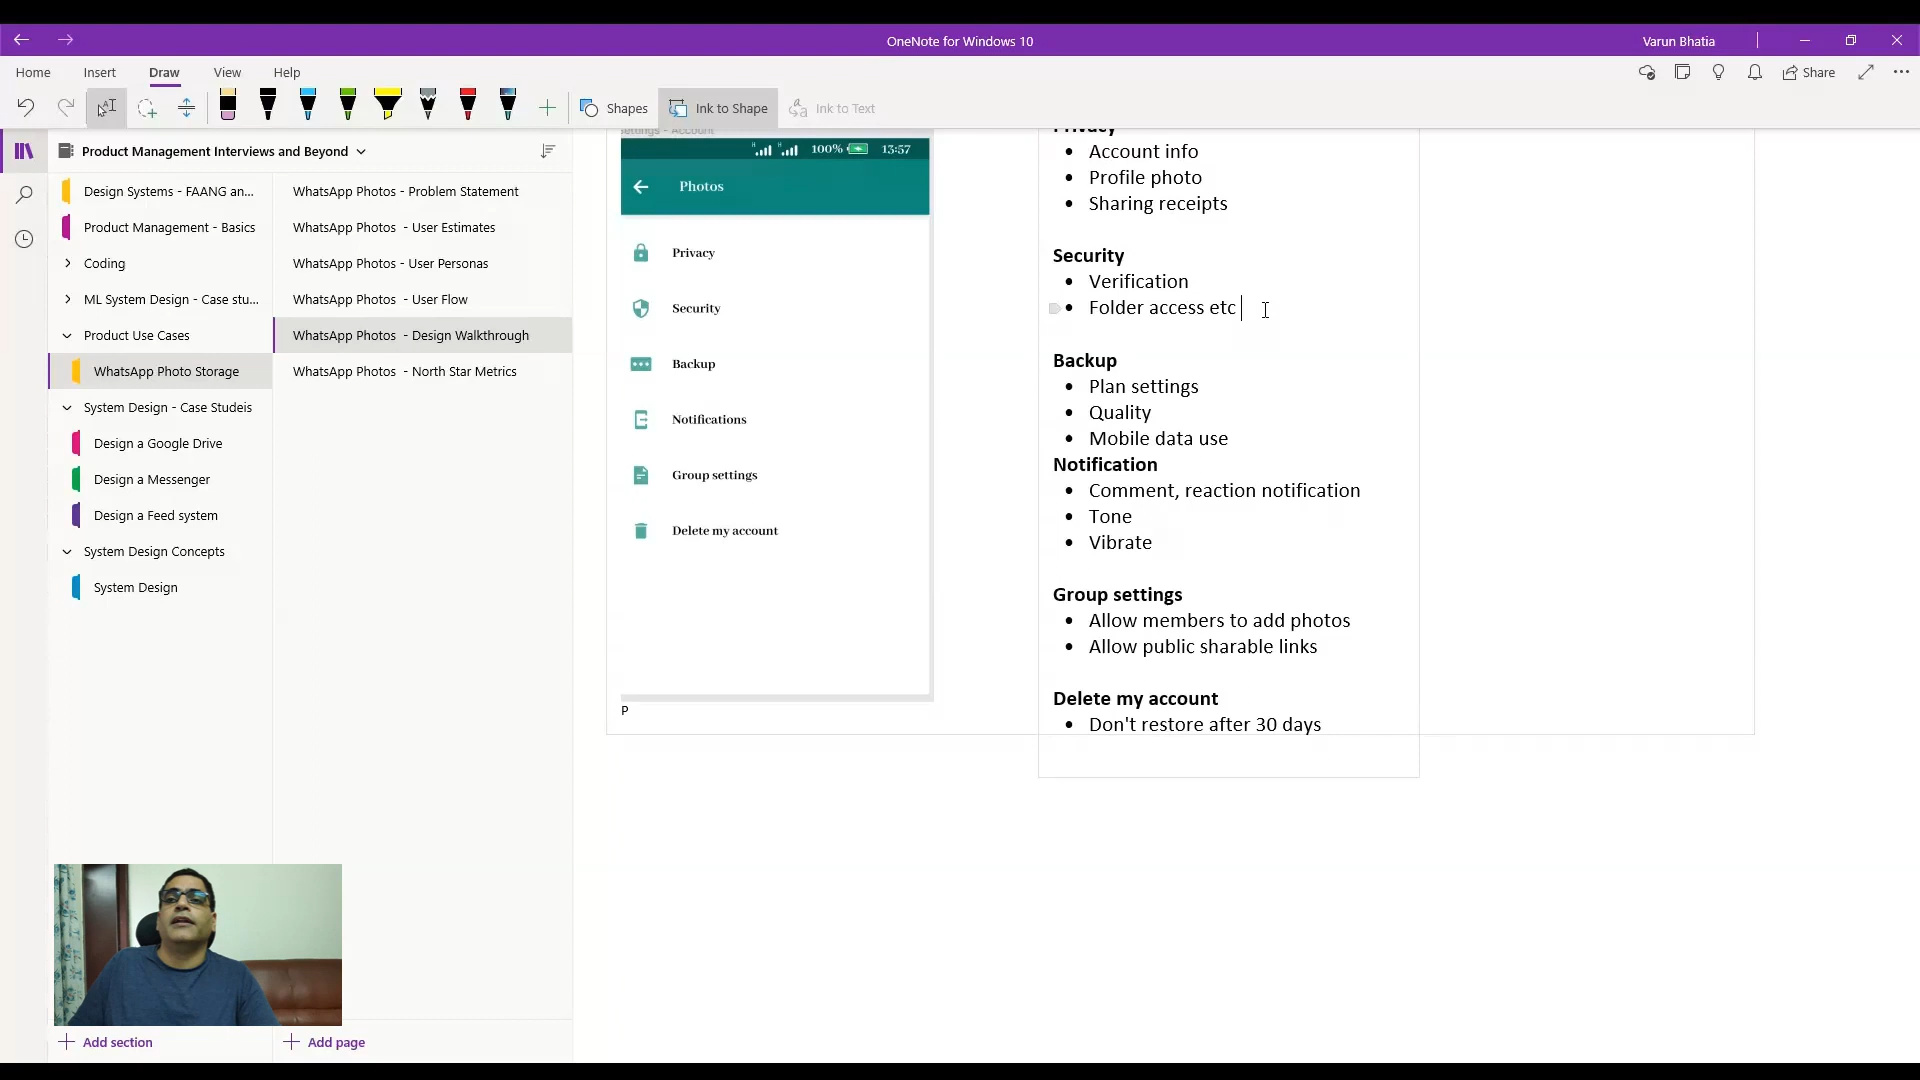 OneNote for Windows 10
Varun Bhatia
Home Insert Draw View Help
Share
Shapes Ink to Shape Ink to Text
Product Management Interviews and Beyond
Design Systems - FAANG an...
Product Management - Basics
Coding
ML System Design - Case stu...
Product Use Cases
WhatsApp Photo Storage
System Design - Case Studeis
Design a Google Drive
Design a Messenger
Design a Feed system
System Design Concepts
System Design
Add section
WhatsApp Photos - Problem Statement
WhatsApp Photos - User Estimates
WhatsApp Photos - User Personas
WhatsApp Photos - User Flow
WhatsApp Photos - Design Walkthrough
WhatsApp Photos - North Star Metrics
Add page
Settings - Account
H H 100% 13:57
Photos
Privacy
Security
Backup
Notifications
Group settings
Delete my account
P
Privacy
• Account info
• Profile photo
• Sharing receipts
Security
• Verification
• Folder access etc
Backup
• Plan settings
• Quality
• Mobile data use
Notification
• Comment, reaction notification
• Tone
• Vibrate
Group settings
• Allow members to add photos
• Allow public sharable links
Delete my account
• Don't restore after 30 days